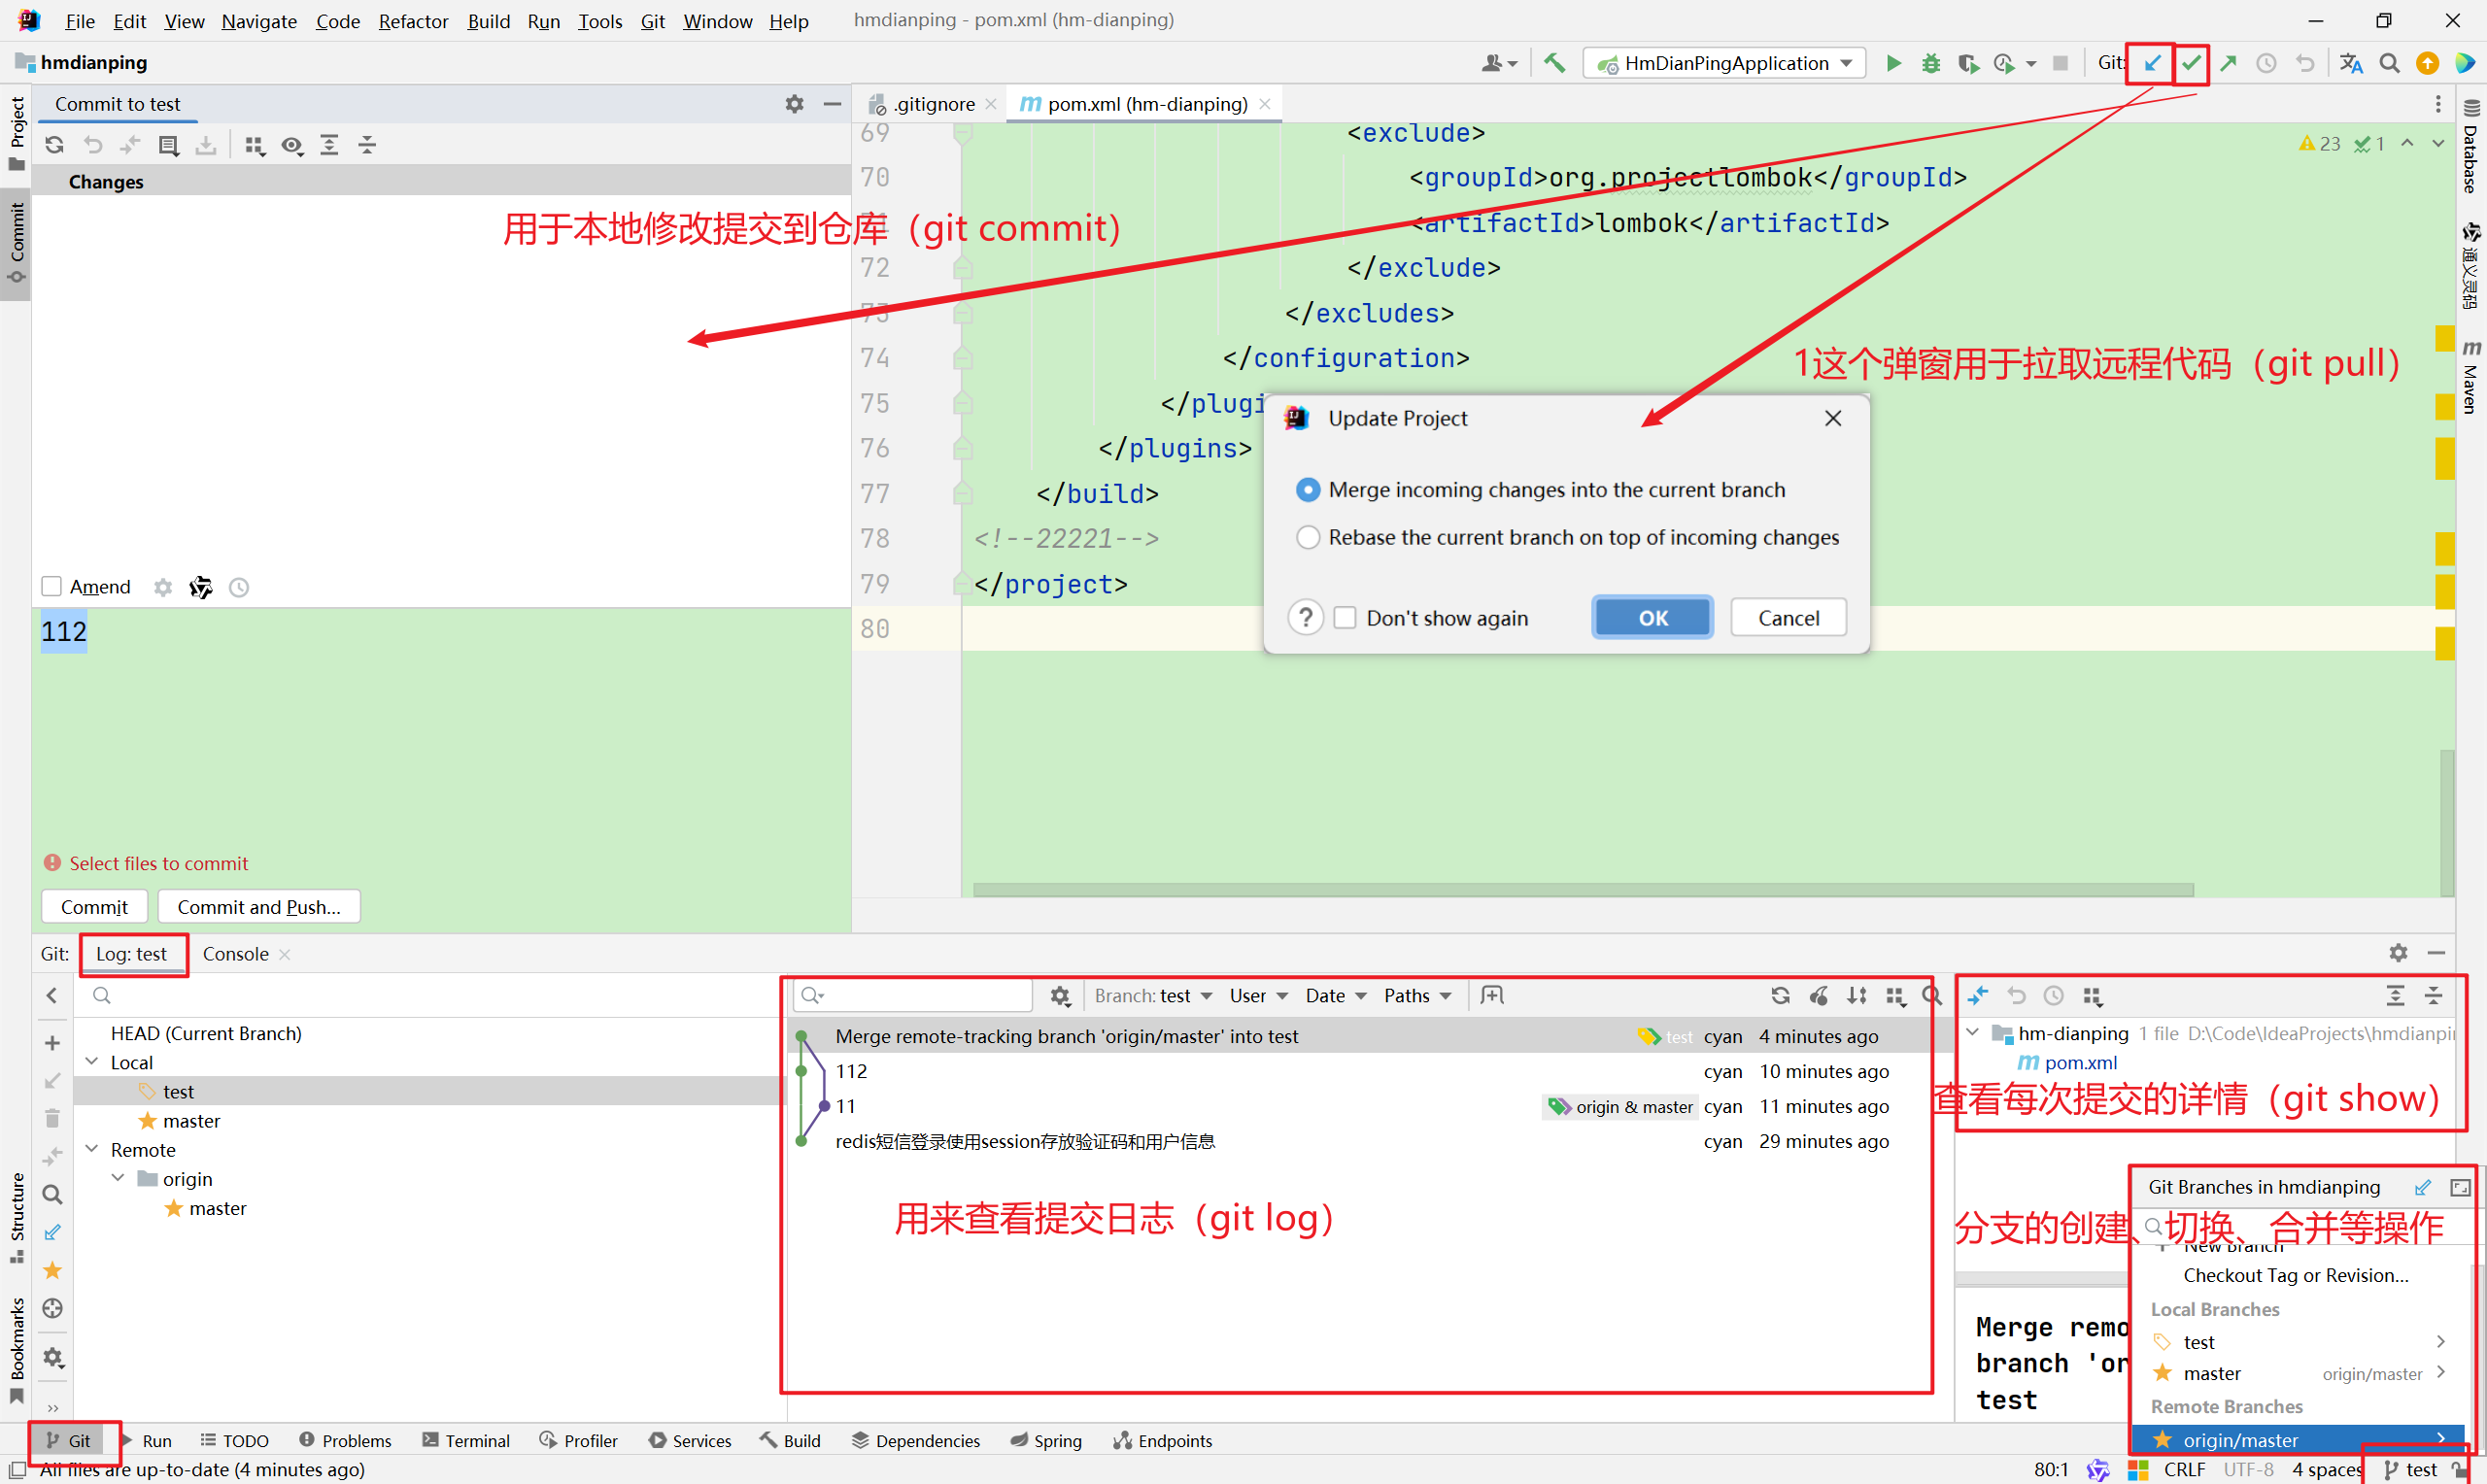 File Edit View Navigate Code Refactor Build Run Tools Git Window Help hmdianping - pom.xml (hm-dianping)
hmdianping
HmDianPingApplication
Git:
Project
Commit
Structure
Bookmarks
Commit to test
Changes
用于本地修改提交到仓库（git commit）
Amend
112
Select files to commit
Commit Commit and Push...
.gitignore pom.xml (hm-dianping)
23 1
69 <exclude>
70 <groupId>org.projectlombok</groupId>
<artifactId>lombok</artifactId>
72 </exclude>
73 </excludes>
74 </configuration>
75 </plugi
76 </plugins>
77 </build>
78 <!--22221-->
79 </project>
80
1这个弹窗用于拉取远程代码（git pull）
Update Project
Merge incoming changes into the current branch
Rebase the current branch on top of incoming changes
? Don't show again OK Cancel
Database
通义灵码
Maven
Git: Log: test Console
HEAD (Current Branch)
Local
test
master
Remote
origin
master
Branch: test User Date Paths
Merge remote-tracking branch 'origin/master' into test test cyan 4 minutes ago
112 cyan 10 minutes ago
11 origin & master cyan 11 minutes ago
redis短信登录使用session存放验证码和用户信息 cyan 29 minutes ago
用来查看提交日志（git log）
hm-dianping 1 file D:\Code\IdeaProjects\hmdianpin
pom.xml
查看每次提交的详情（git show）
Git Branches in hmdianping
分支的创建、切换、合并等操作
New Branch
Checkout Tag or Revision...
Local Branches
test
master origin/master
Remote Branches
origin/master
Merge remo
branch 'or
test
Git Run TODO Problems Terminal Profiler Services Build Dependencies Spring Endpoints
All files are up-to-date (4 minutes ago) 80:1 CRLF UTF-8 4 spaces test